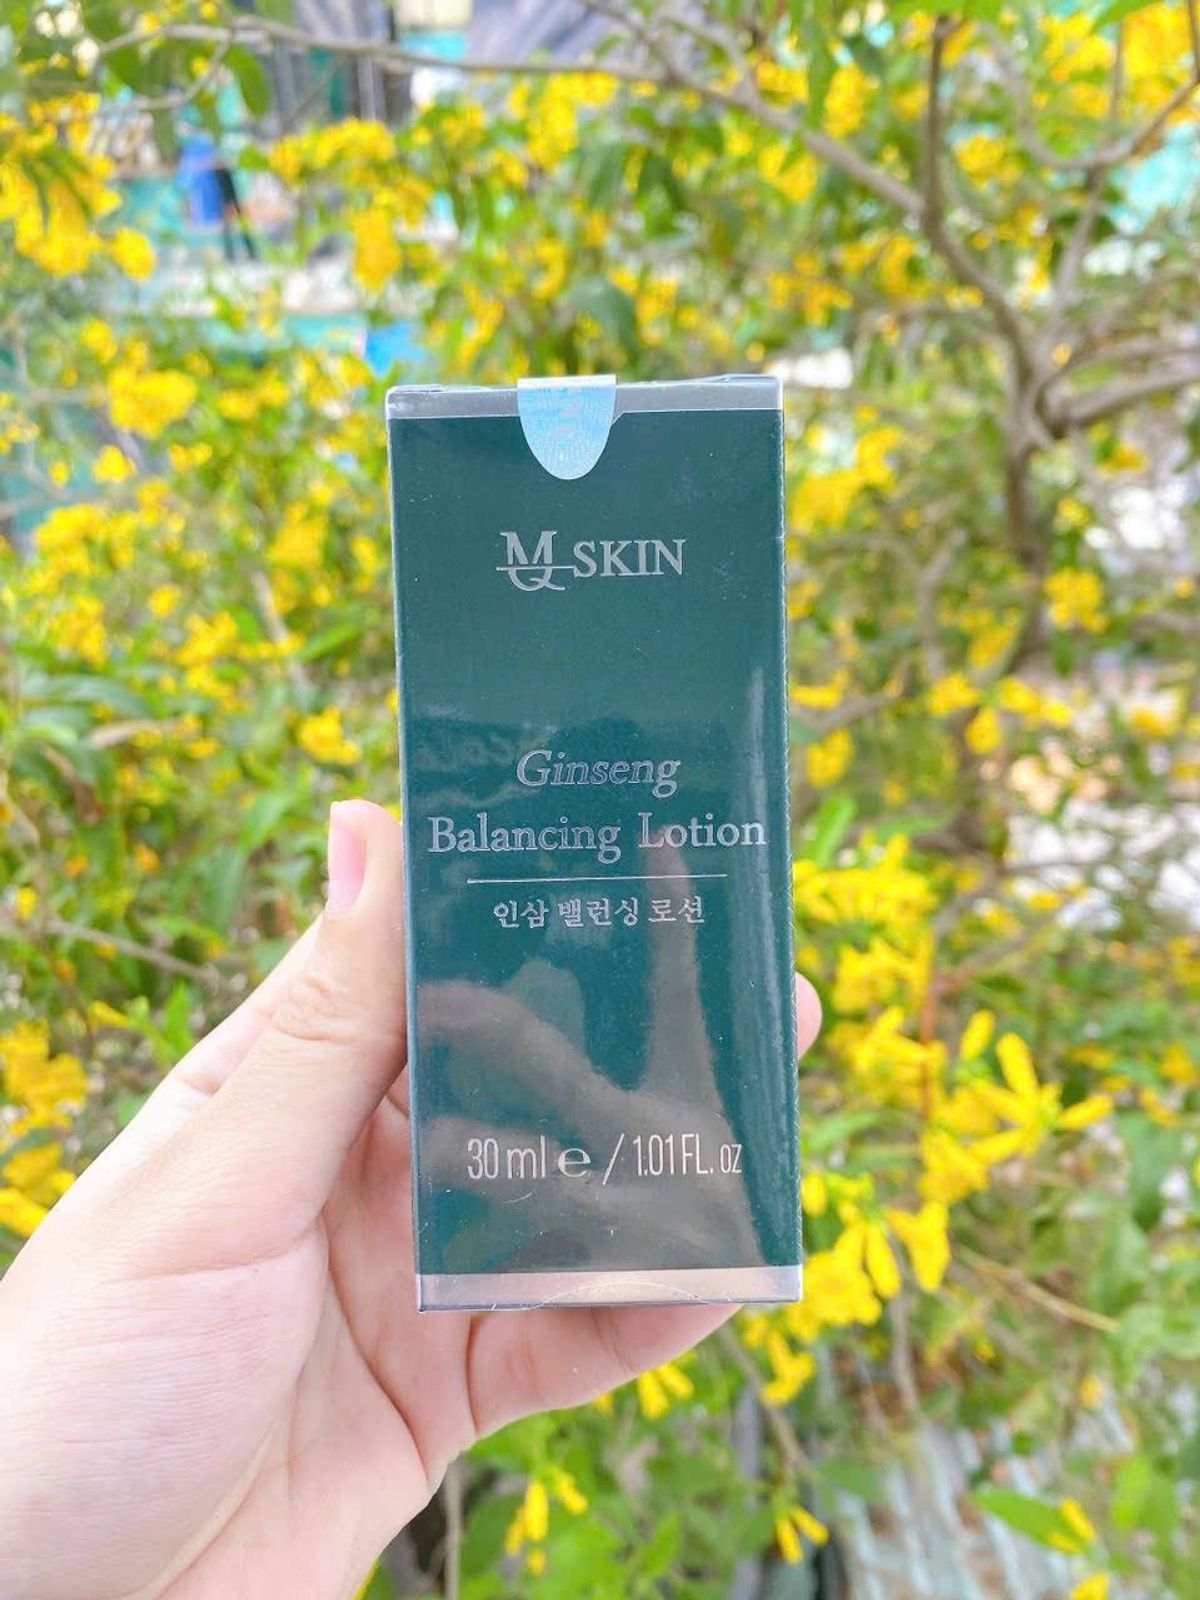 MQ SKIN
Ginseng
Balancing Lotion
인삼 밸런싱 로션
30 ml e / 1.01 FL. oz